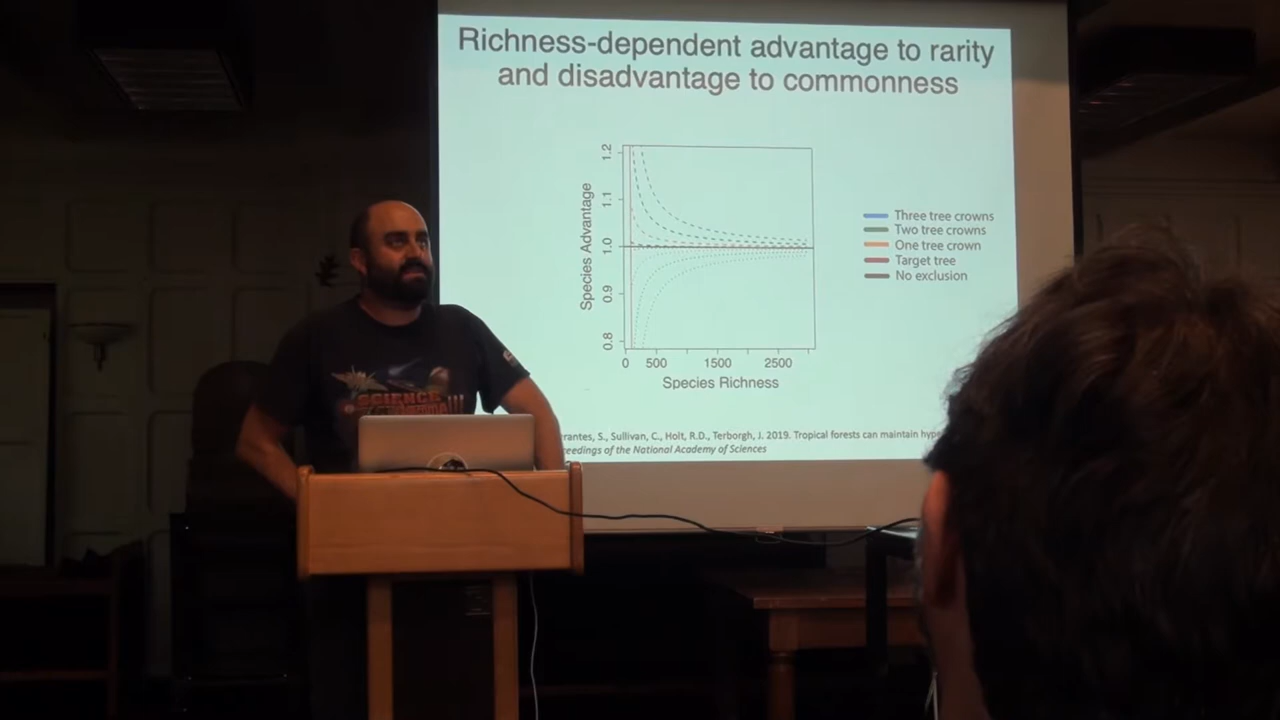 Richness-dependent advantage to rarity
and disadvantage to commonness
Species Advantage
1.2
1.1
1.0
0.9
0.8
0
500
1500
2500
Species Richness
Three tree crowns
Two tree crowns
One tree crown
Target tree
No exclusion
rantes, S., Sullivan, C., Holt, R.D., Terborgh, J. 2019. Tropical forests can maintain hype
eedings of the National Academy of Sciences
SCIENCE